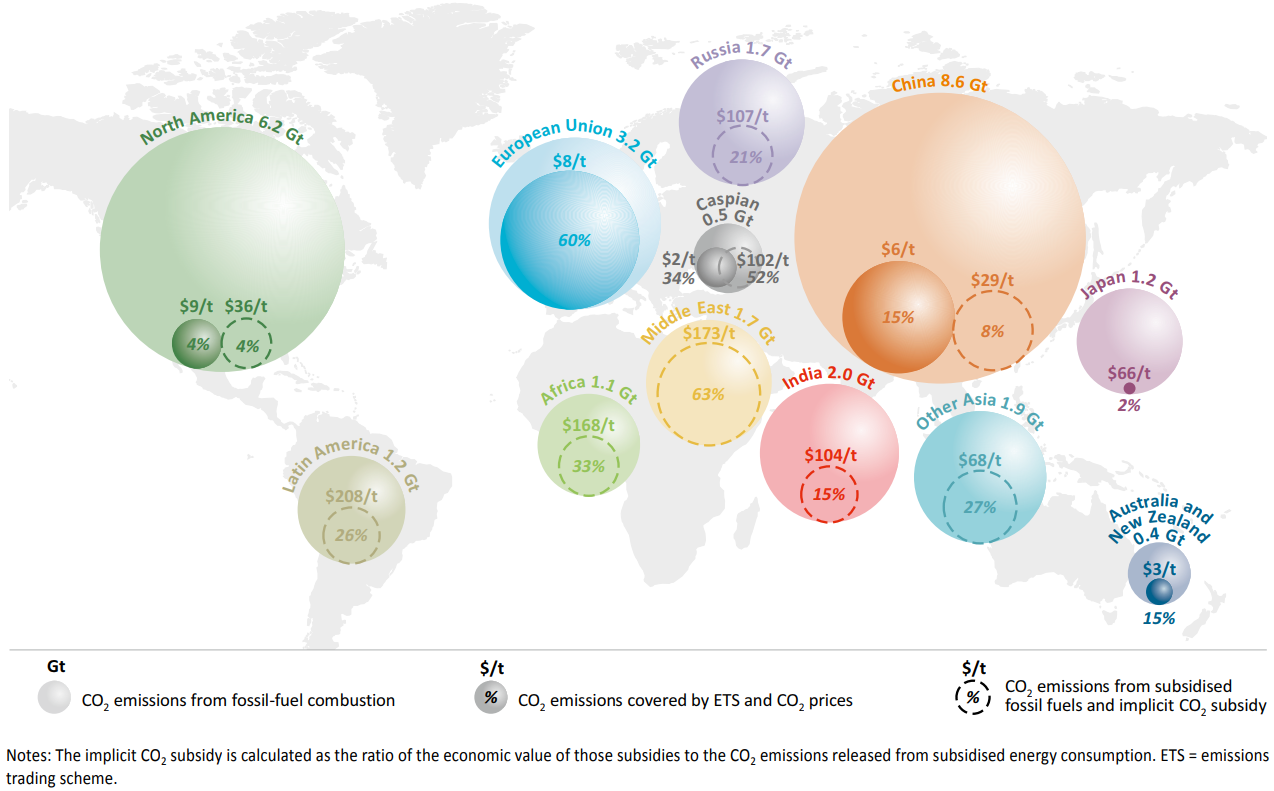 Russia 1.7 Gt
$107/t
21%
China 8.6 Gt
$6/t
15%
$29/t
8%
North America 6.2 Gt
$9/t
4%
$36/t
4%
European Union 3.2 Gt
$8/t
60%
Caspian
0.5 Gt
$2/t
34%
$102/t
52%
Japan 1.2 Gt
$66/t
2%
Middle East 1.7 Gt
$173/t
63%
India 2.0 Gt
$104/t
15%
Africa 1.1 Gt
$168/t
33%
Other Asia 1.9 Gt
$68/t
27%
Latin America 1.2 Gt
$208/t
26%
Australia and
New Zealand
0.4 Gt
$3/t
15%
Gt
CO₂ emissions from fossil-fuel combustion
$/t
%
CO₂ emissions covered by ETS and CO₂ prices
$/t
%
CO₂ emissions from subsidised
fossil fuels and implicit CO₂ subsidy
Notes: The implicit CO₂ subsidy is calculated as the ratio of the economic value of those subsidies to the CO₂ emissions released from subsidised energy consumption. ETS = emissions
trading scheme.